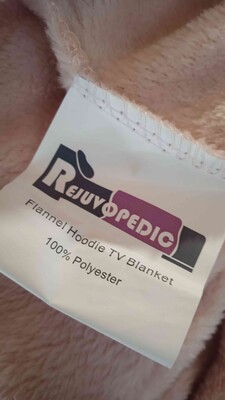 REJUVOPEDIC
Flannel Hoodie TV Blanket
100% Polyester